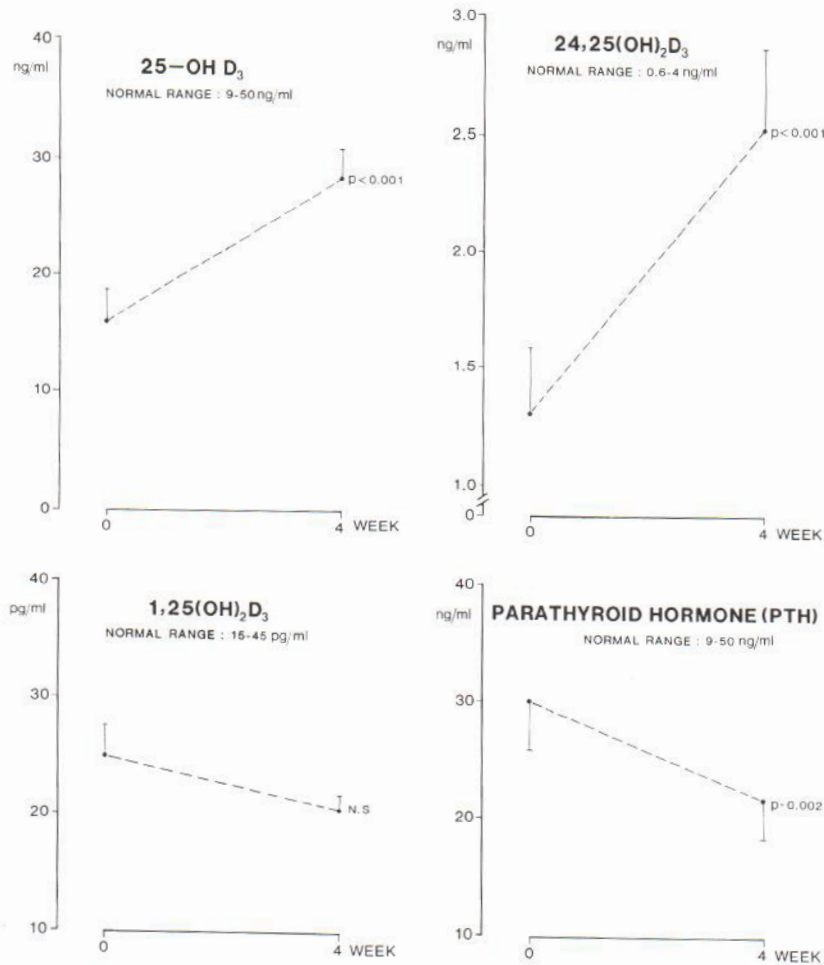 25-OH D₃
NORMAL RANGE : 9-50 ng/ml
40
ng/ml
30
20
10
0
p<0.001
0
4 WEEK
24,25(OH)₂D₃
NORMAL RANGE : 0.6-4 ng/ml
3.0
ng/ml
2.5
2.0
1.5
1.0
0
p<0.001
0
4 WEEK
1,25(OH)₂D₃
NORMAL RANGE : 15-45 pg/ml
40
pg/ml
30
20
10
N.S
0
4 WEEK
PARATHYROID HORMONE (PTH)
NORMAL RANGE : 9-50 ng/ml
40
ng/ml
30
20
10
p-0.002
0
4 WEEK